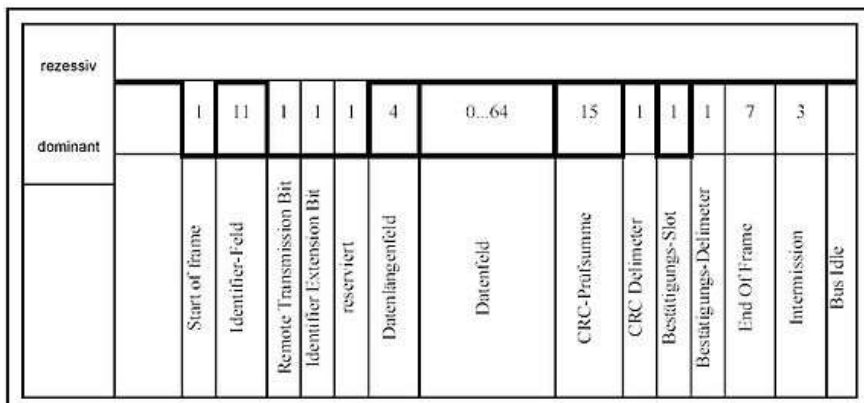 rezessiv
dominant
1 11 1 1 1 4 0...64 15 1 1 1 7 3
Start of frame
Identifier-Feld
Remote Transmission Bit
Identifier Extension Bit
reserviert
Datenlängenfeld
Datenfeld
CRC-Prüfsumme
CRC Delimeter
Bestätigungs-Slot
Bestätigungs-Delimeter
End Of Frame
Intermission
Bus Idle